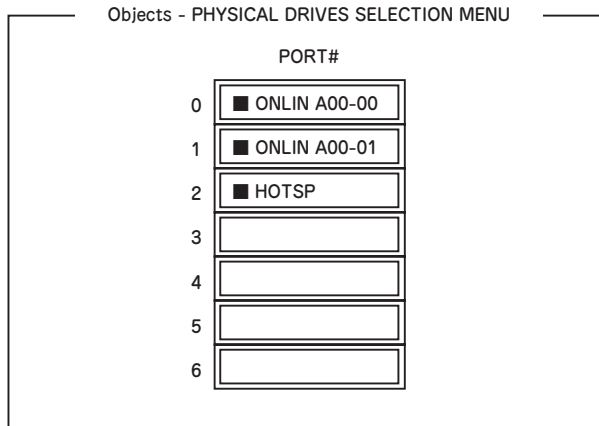 Objects - PHYSICAL DRIVES SELECTION MENU
PORT#
0 ■ ONLIN A00-00
1 ■ ONLIN A00-01
2 ■ HOTSP
3
4
5
6